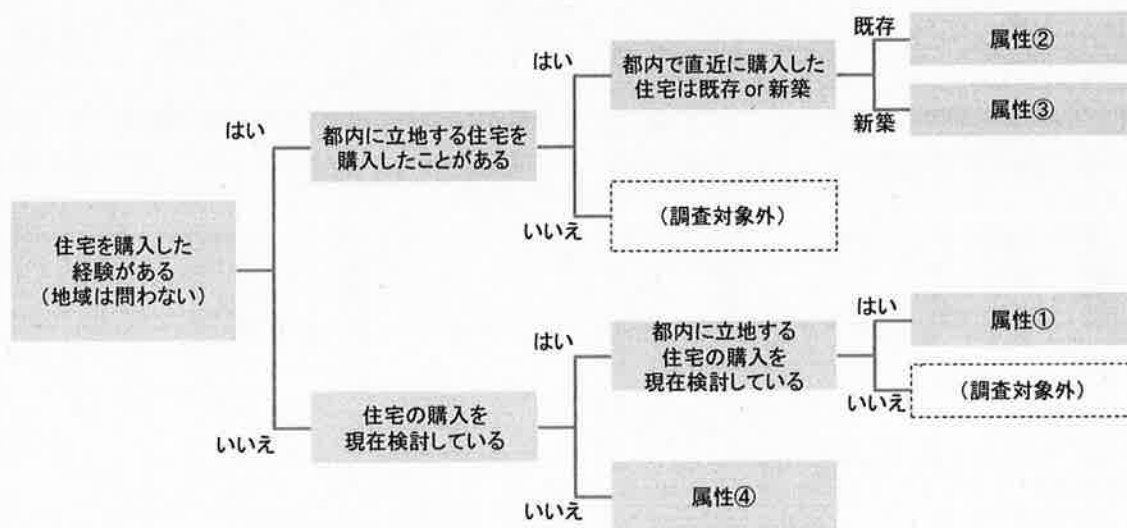 住宅を購入した
経験がある
（地域は問わない）
はい
都内に立地する住宅を
購入したことがある
はい
都内で直近に購入した
住宅は既存or新築
既存
属性②
新築
属性③
いいえ
（調査対象外）
いいえ
住宅の購入を
現在検討している
はい
都内に立地する
住宅の購入を
現在検討している
はい
属性①
いいえ
（調査対象外）
いいえ
属性④